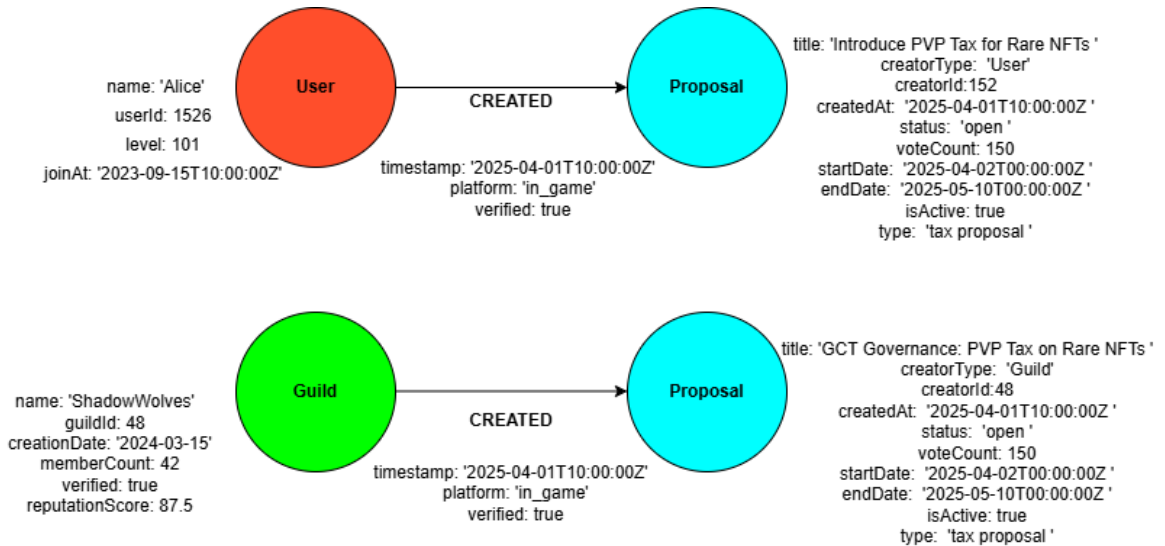 User
CREATED
Proposal
name: 'Alice'
userId: 1526
level: 101
joinAt: '2023-09-15T10:00:00Z'
timestamp: '2025-04-01T10:00:00Z'
platform: 'in_game'
verified: true
title: 'Introduce PVP Tax for Rare NFTs '
creatorType:  'User'
creatorId:152
createdAt:  '2025-04-01T10:00:00Z '
status:  'open '
voteCount: 150
startDate:  '2025-04-02T00:00:00Z '
endDate:  '2025-05-10T00:00:00Z '
isActive: true
type:  'tax proposal '
Guild
CREATED
Proposal
name: 'ShadowWolves'
guildId: 48
creationDate: '2024-03-15'
memberCount: 42
verified: true
reputationScore: 87.5
timestamp: '2025-04-01T10:00:00Z'
platform: 'in_game'
verified: true
title: 'GCT Governance: PVP Tax on Rare NFTs '
creatorType:  'Guild'
creatorId:48
createdAt:  '2025-04-01T10:00:00Z '
status:  'open '
voteCount: 150
startDate:  '2025-04-02T00:00:00Z '
endDate:  '2025-05-10T00:00:00Z '
isActive: true
type:  'tax proposal '